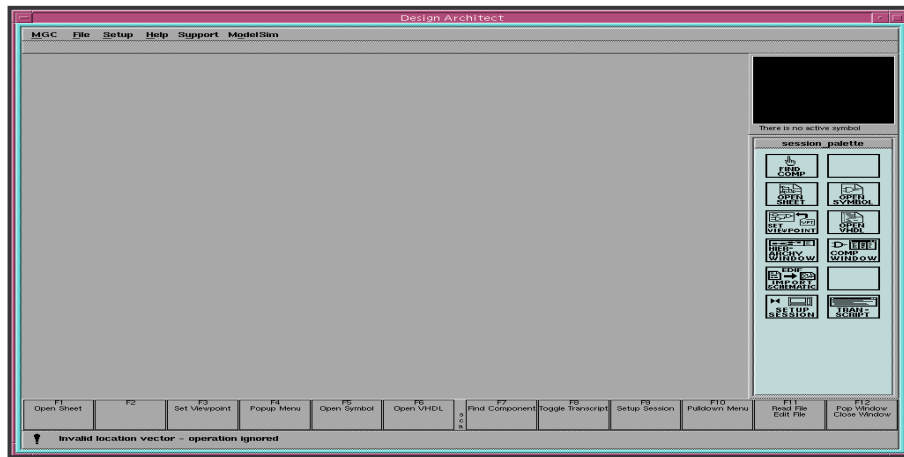 Design Architect
MGC File Setup Help Support ModelSim
There is no active symbol
session_palette
FIND
COMP
OPEN
SHEET
OPEN
SYMBOL
SET
VIEWPOINT
VPT
OPEN
VHDL
HIER-
ARCHY
WINDOW
COMP
WINDOW
EDIF
IMPORT
SCHEMATIC
SETUP
SESSION
TRAN-
SCRIPT
F1
Open Sheet
F2
F3
Set Viewpoint
F4
Popup Menu
F5
Open Symbol
F6
Open VHDL
F7
Find Component
F8
Toggle Transcript
F9
Setup Session
F10
Pulldown Menu
F11
Read File
Edit File
F12
Pop Window
Close Window
Invalid location vector - operation ignored